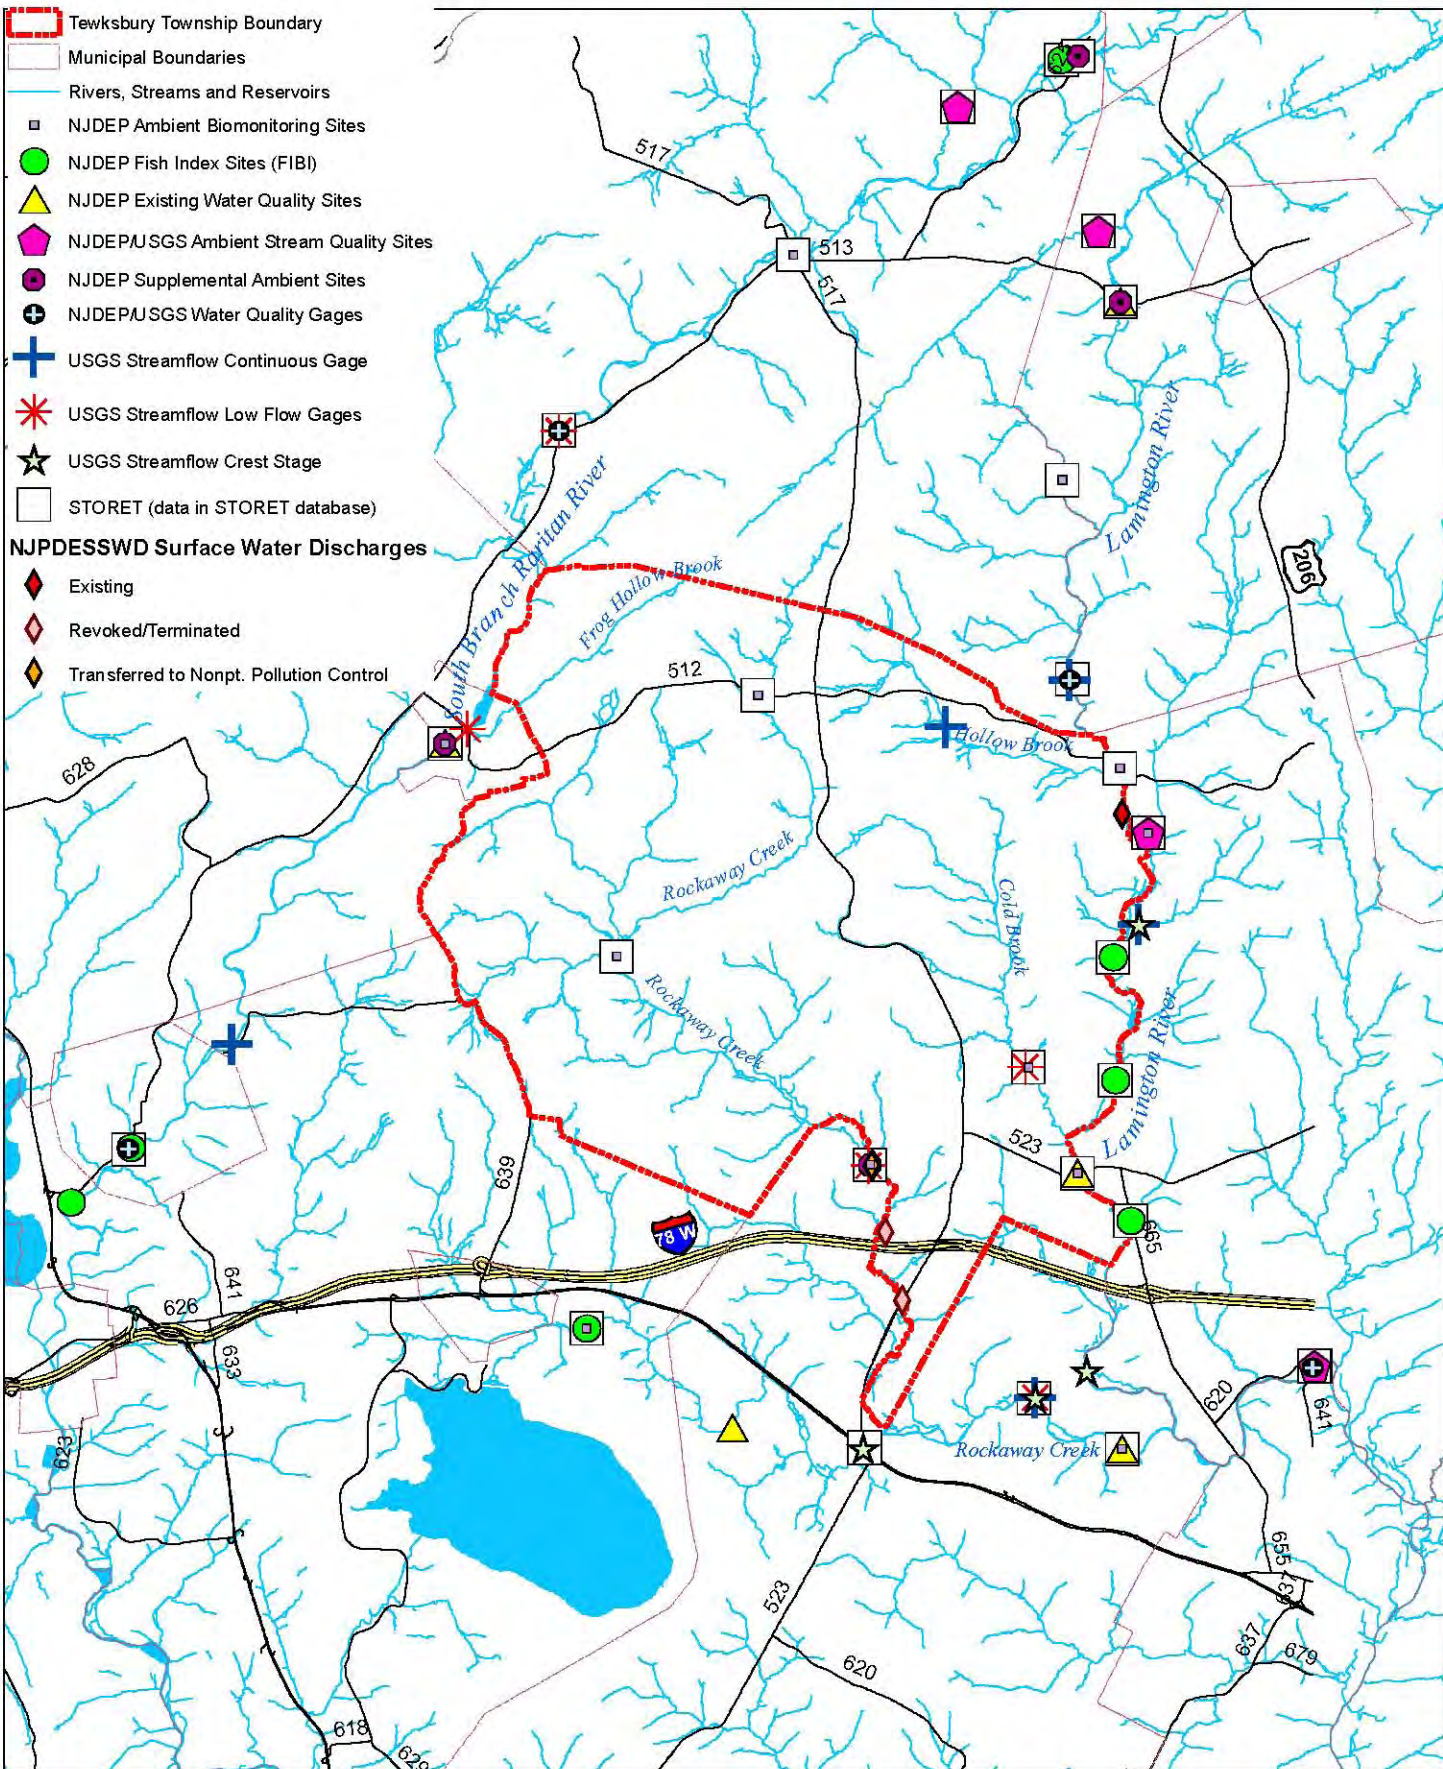 Tewksbury Township Boundary
Municipal Boundaries
Rivers, Streams and Reservoirs
NJDEP Ambient Biomonitoring Sites
NJDEP Fish Index Sites (FIBI)
NJDEP Existing Water Quality Sites
NJDEP/USGS Ambient Stream Quality Sites
NJDEP Supplemental Ambient Sites
NJDEP/USGS Water Quality Gages
USGS Streamflow Continuous Gage
USGS Streamflow Low Flow Gages
USGS Streamflow Crest Stage
STORET (data in STORET database)
NJPDESSWD Surface Water Discharges
Existing
Revoked/Terminated
Transferred to Nonpt. Pollution Control
517
513
517
Lamington River
South Branch Raritan River
206
Frog Hollow Brook
512
Hollow Brook
628
Rockaway Creek
Cold Brook
Rockaway Creek
Lamington River
523
639
665
78 W
641
626
633
620
641
623
Rockaway Creek
655
637
523
637
679
620
618
629